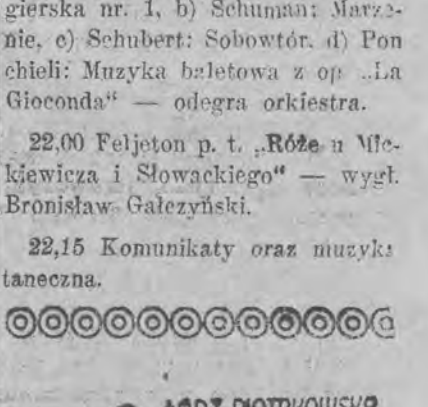 gierska nr. 1, b) Schuman: Marze-
nie, c) Schubert: Sobowtór, d) Pon
chieli: Muzyka baletowa z op. „La
Gioconda“ — odegra orkiestra.
22,00 Feljeton p. t. „Róże u Mic-
kiewicza i Słowackiego“ — wygł.
Bronisław Gałczyński.
22,15 Komunikaty oraz muzyka
taneczna.